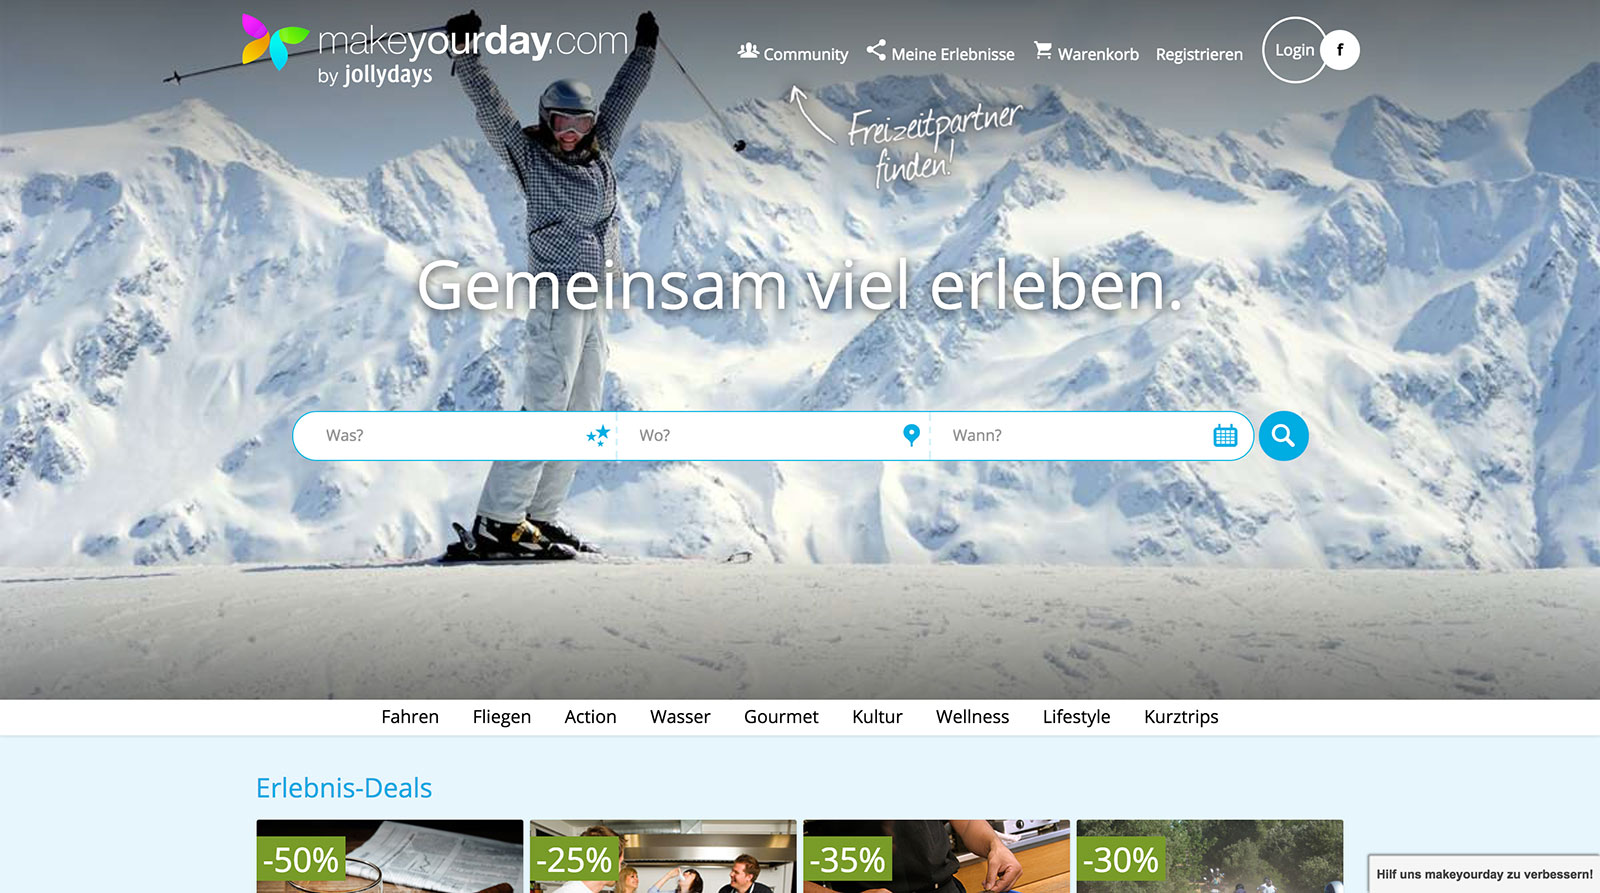 makeyourday.com
by jollydays
Community
Meine Erlebnisse
Warenkorb
Registrieren
Login
f
Freizeitpartner
finden!
Gemeinsam viel erleben.
Was?
Wo?
Wann?
Fahren
Fliegen
Action
Wasser
Gourmet
Kultur
Wellness
Lifestyle
Kurztrips
Erlebnis-Deals
-50%
-25%
-35%
-30%
Hilf uns makeyourday zu verbessern!